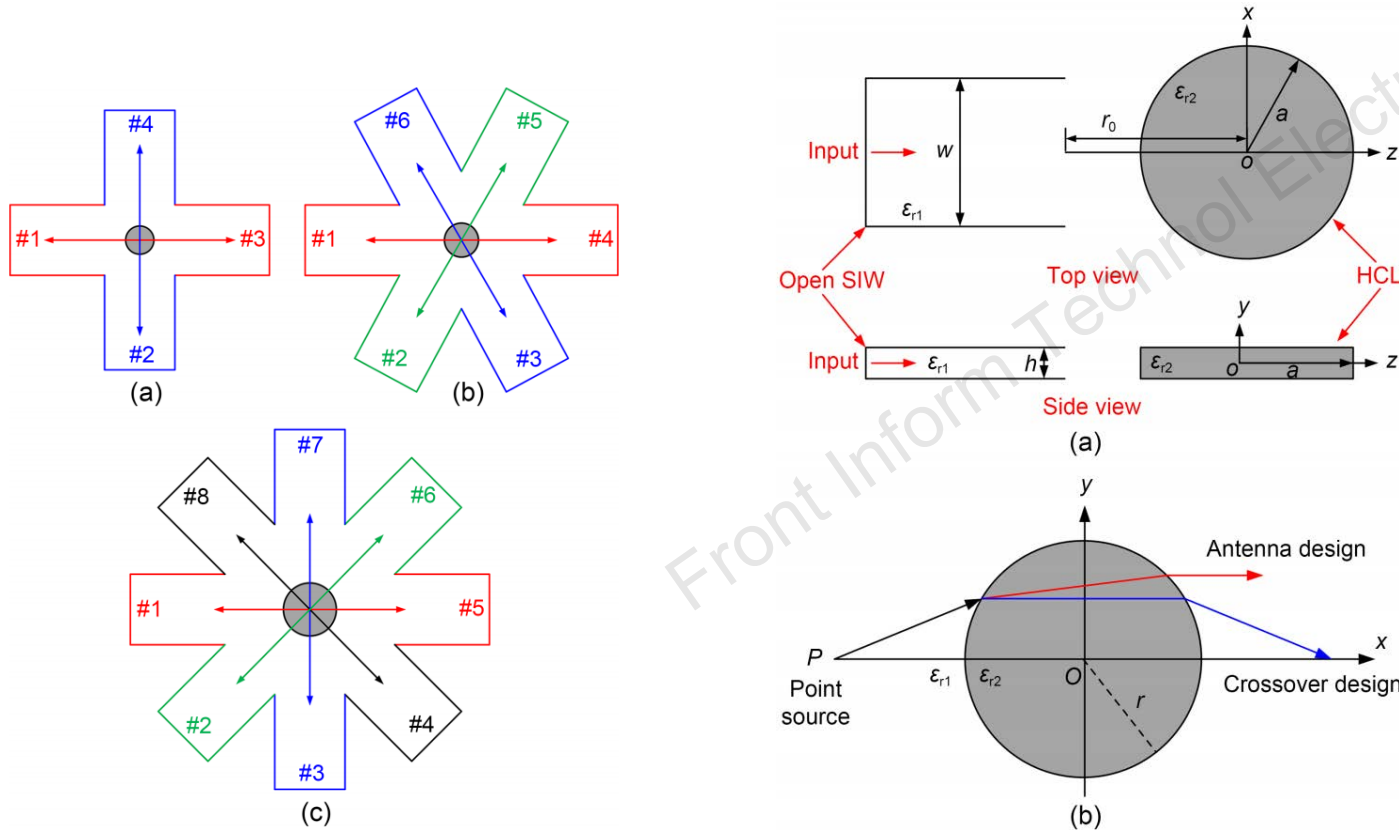 #4
#1 #3
#2
(a)
#6 #5
#1 #4
#2 #3
(b)
#7
#8 #6
#1 #5
#2 #4
#3
(c)
x
εr2
a
r0
Input w
o z
εr1
Open SIW Top view HCL
y
Input εr1 h εr2 o a z
Side view
(a)
y
Antenna design
P x
εr1 εr2 O
Point source
r
Crossover design
(b)
Front Inform Technol Electr